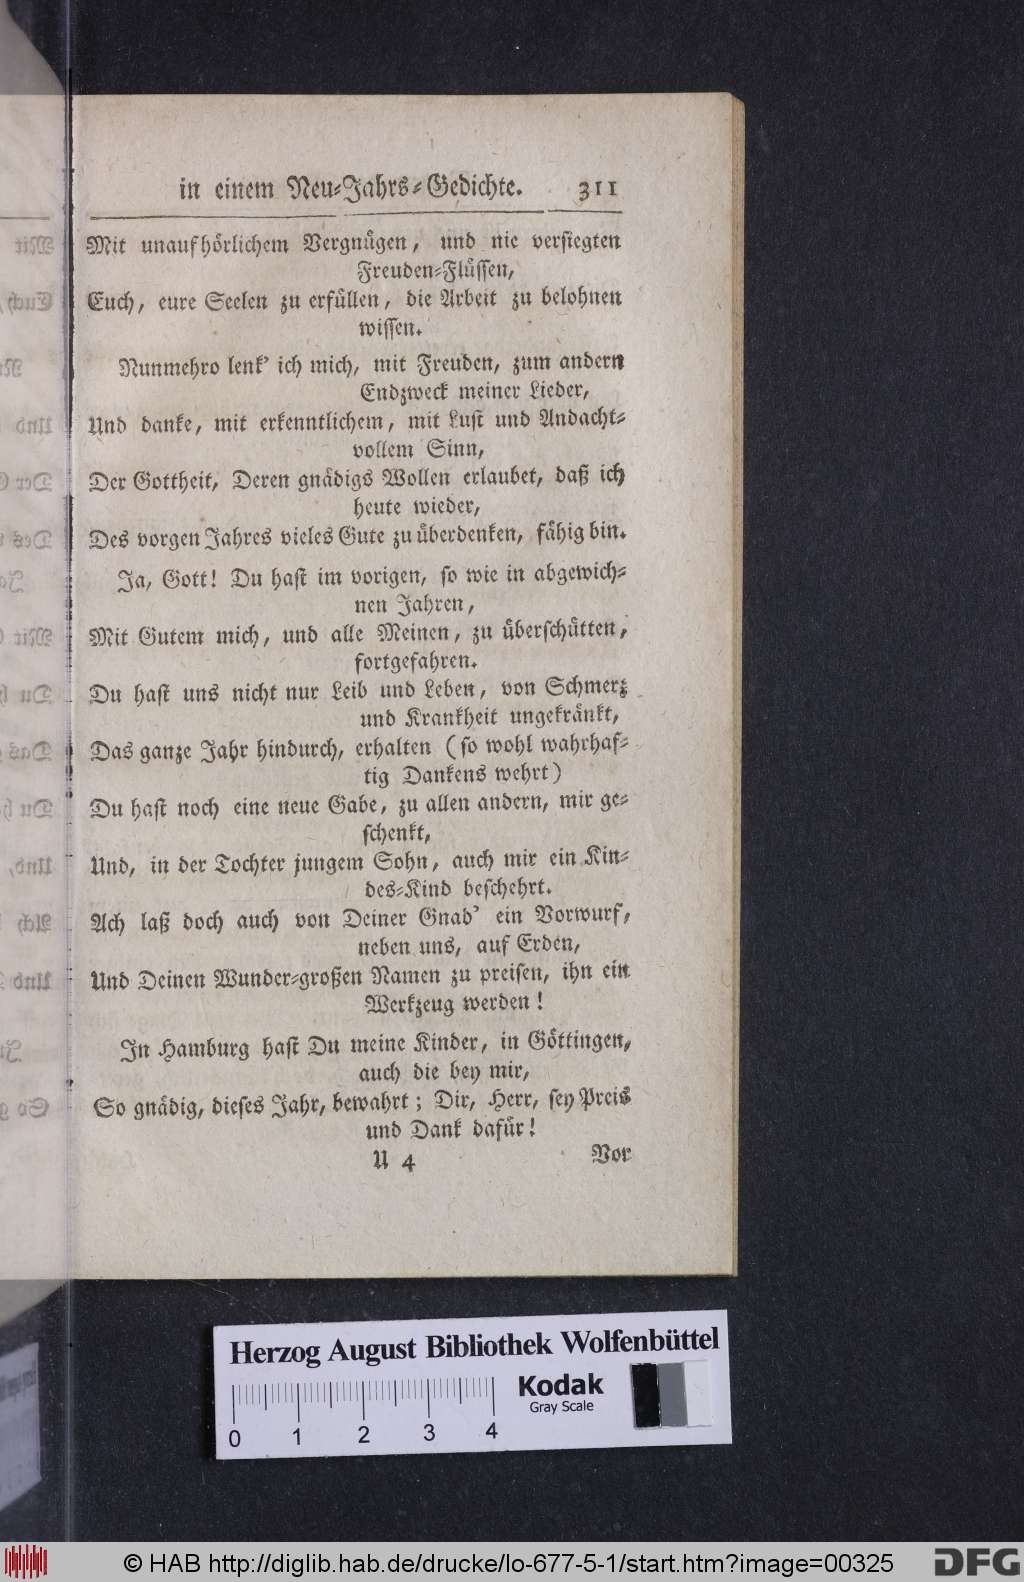 in einem Neu-Jahrs-Gedichte. 311
Mit unaufhörlichem Vergnügen, und nie versiegten
Freuden-Flüssen,
Euch, eure Seelen zu erfüllen, die Arbeit zu belohnen
wissen.
Nunmehro lenk' ich mich, mit Freuden, zum andern
Endzweck meiner Lieder,
Und danke, mit erkenntlichem, mit Lust und Andacht-
vollem Sinn,
Der Gottheit, Deren gnädigs Wollen erlaubet, daß ich
heute wieder,
Des vorgen Jahres vieles Gute zu überdenken, fähig bin.
Ja, Gott! Du hast im vorigen, so wie in abgewich-
nen Jahren,
Mit Gutem mich, und alle Meinen, zu überschütten,
fortgefahren.
Du hast uns nicht nur Leib und Leben, von Schmerz
und Krankheit ungekränkt,
Das ganze Jahr hindurch, erhalten (so wohl wahrhaf-
tig Dankens wehrt)
Du hast noch eine neue Gabe, zu allen andern, mir ge-
schenkt,
Und, in der Tochter jungem Sohn, auch mir ein Kin-
des-Kind beschehrt.
Ach laß doch auch von Deiner Gnad' ein Vorwurf,
neben uns, auf Erden,
Und Deinen Wunder-großen Namen zu preisen, ihn ein
Werkzeug werden!
In Hamburg hast Du meine Kinder, in Göttingen,
auch die bey mir,
So gnädig, dieses Jahr, bewahrt; Dir, Herr, sey Preis
und Dank dafür!
U 4 Vor
Herzog August Bibliothek Wolfenbüttel
Kodak
Gray Scale
0 1 2 3 4
© HAB http://diglib.hab.de/drucke/lo-677-5-1/start.htm?image=00325
DFG